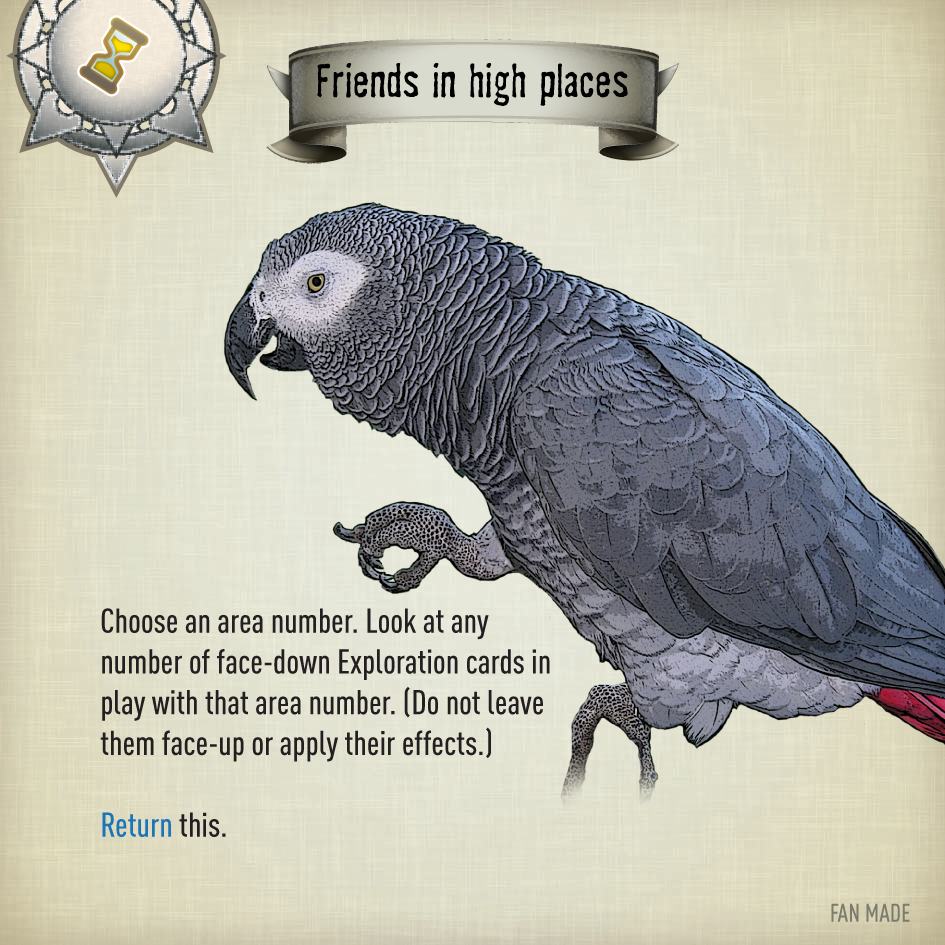 Friends in high places
Choose an area number. Look at any
number of face-down Exploration cards in
play with that area number. (Do not leave
them face-up or apply their effects.)
Return this.
FAN MADE